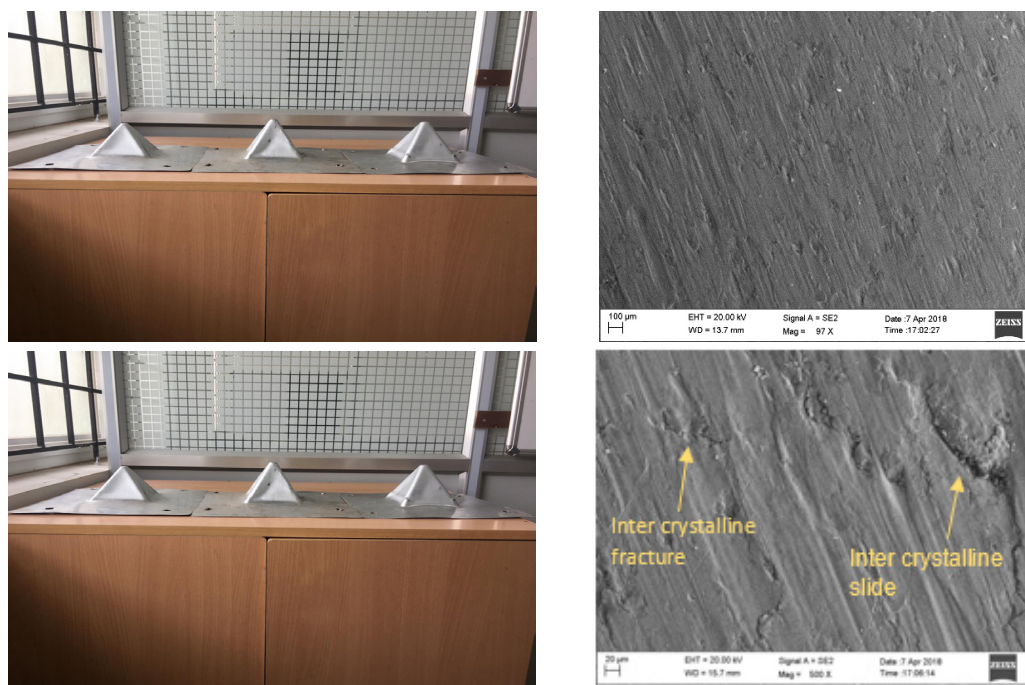 100 µm
EHT = 20.00 kV
Signal A = SE2
Date :7 Apr 2018
ZEISS
WD = 13.7 mm
Mag = 97 X
Time :17:02:27
Inter crystalline
fracture
Inter crystalline
slide
20 µm
EHT = 20.00 kV
Signal A = SE2
Date :7 Apr 2018
ZEISS
WD = 15.7 mm
Mag = 500 X
Time :17:06:14